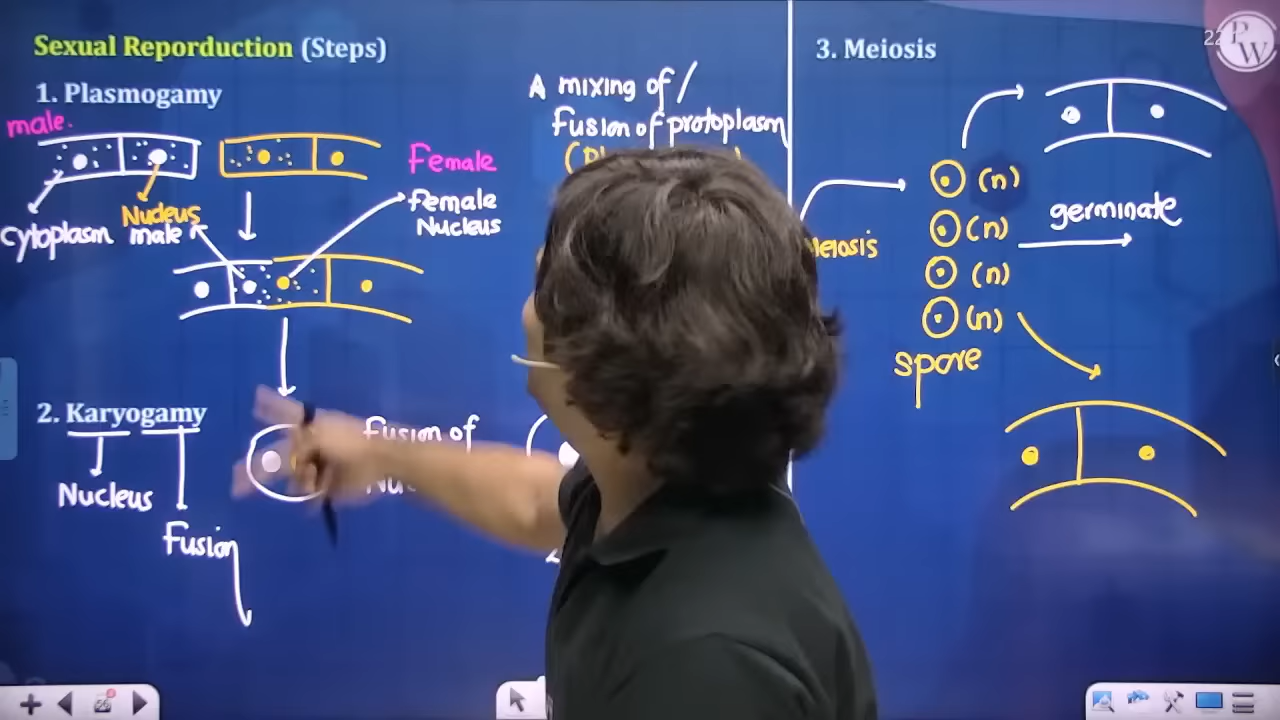 Sexual Reporduction (Steps)
1. Plasmogamy
male.
Cytoplasm
Nucleus
male
Female
Female
Nucleus
A mixing of /
Fusion of protoplasm
2. Karyogamy
Nucleus
Fusion
Fusion of
3. Meiosis
Meiosis
(n)
(n)
(n)
(n)
spore
germinate
PW